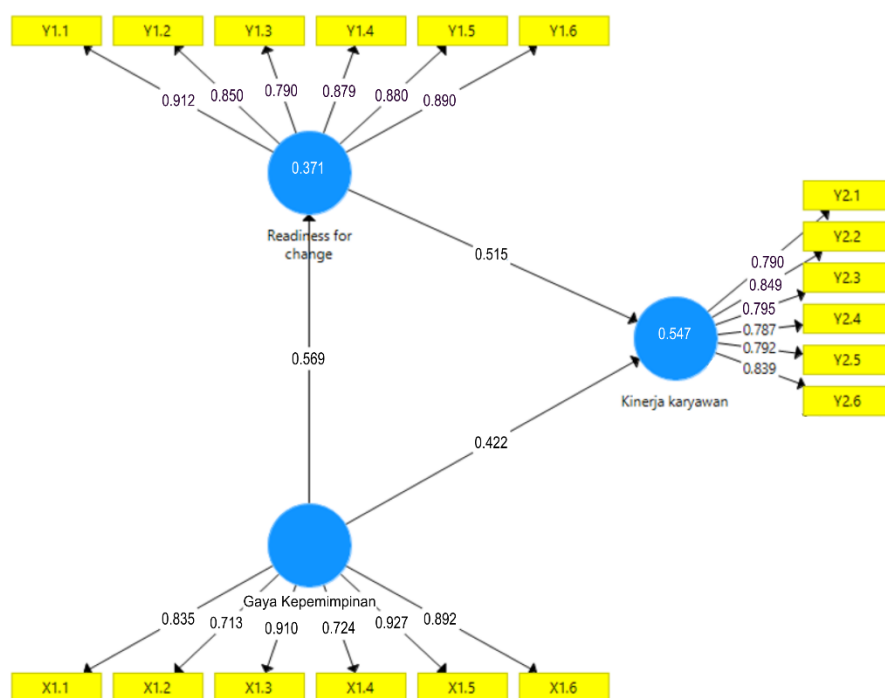 Y1.1 Y1.2 Y1.3 Y1.4 Y1.5 Y1.6
0.912 0.850 0.790 0.879 0.880 0.890
0.371
Readiness for
change
0.515
0.569
0.422
Y2.1
Y2.2
Y2.3
Y2.4
Y2.5
Y2.6
0.790
0.849
0.795
0.787
0.792
0.839
0.547
Kinerja karyawan
Gaya Kepemimpinan
0.835 0.713 0.910 0.724 0.927 0.892
X1.1 X1.2 X1.3 X1.4 X1.5 X1.6